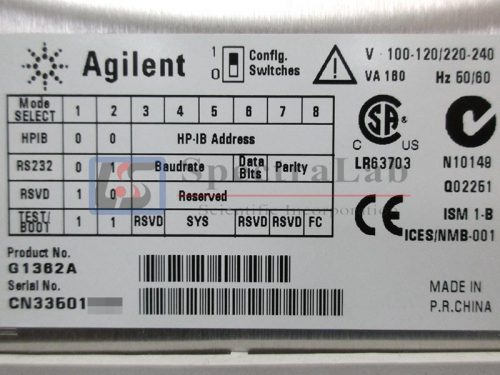 Agilent
1
0
Config.
Switches
V ~ 100-120/220-240
VA 180 Hz 50/60
Mode SELECT 1 2 3 4 5 6 7 8
HPIB 0 0 HP-IB Address
RS232 0 1 Baudrate Data Bits Parity
RSVD 1 0 Reserved
TEST/BOOT 1 1 RSVD SYS RSVD RSVD FC
SpectraLab
Scientific Incorporation
C US
LR63703
N10149
Q02261
ISM 1-B
ICES/NMB-001
Product No.
G1362A
Serial No.
CN33501
MADE IN
P.R.CHINA